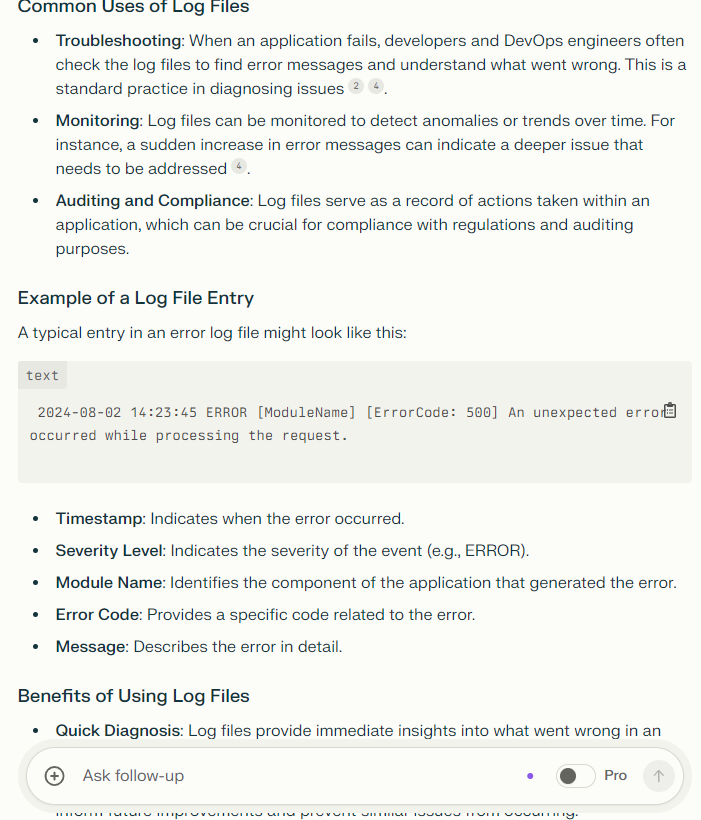 Common Uses of Log Files
• Troubleshooting: When an application fails, developers and DevOps engineers often
check the log files to find error messages and understand what went wrong. This is a
standard practice in diagnosing issues 2 4.
• Monitoring: Log files can be monitored to detect anomalies or trends over time. For
instance, a sudden increase in error messages can indicate a deeper issue that
needs to be addressed 4.
• Auditing and Compliance: Log files serve as a record of actions taken within an
application, which can be crucial for compliance with regulations and auditing
purposes.
Example of a Log File Entry
A typical entry in an error log file might look like this:
text
2024-08-02 14:23:45 ERROR [ModuleName] [ErrorCode: 500] An unexpected error
occurred while processing the request.
• Timestamp: Indicates when the error occurred.
• Severity Level: Indicates the severity of the event (e.g., ERROR).
• Module Name: Identifies the component of the application that generated the error.
• Error Code: Provides a specific code related to the error.
• Message: Describes the error in detail.
Benefits of Using Log Files
• Quick Diagnosis: Log files provide immediate insights into what went wrong in an
Ask follow-up
Pro
inform future improvements and prevent similar issues from occurring.